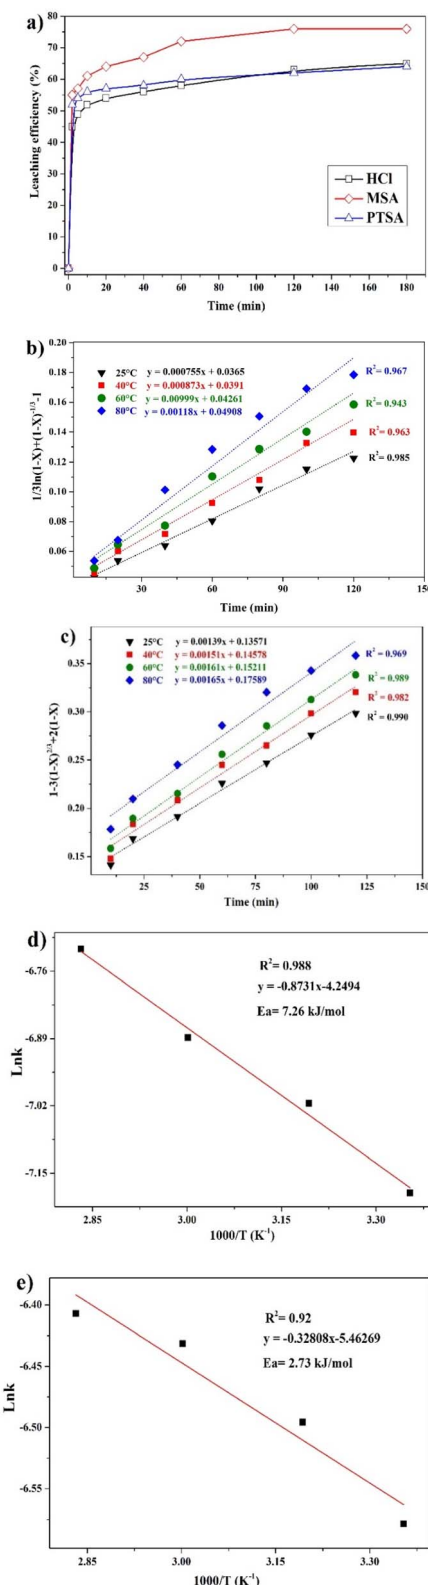 a)
80
70
60
50
40
30
20
10
0
Leaching efficiency (%)
HCl
MSA
PTSA
0 20 40 60 80 100 120 140 160 180
Time (min)
b)
0.20
0.18
0.16
0.14
0.12
0.10
0.08
0.06
1/3ln(1-X)+(1-X)^-1/3-1
25°C y = 0.000755x + 0.0365
40°C y = 0.000873x + 0.0391
60°C y = 0.00999x + 0.04261
80°C y = 0.00118x + 0.04908
R²= 0.967
R²= 0.943
R²= 0.963
R²= 0.985
30 60 90 120 150
Time (min)
c)
0.35
0.30
0.25
0.20
0.15
1-3(1-X)^2/3+2(1-X)
25°C y = 0.00139x + 0.13571
40°C y = 0.00151x + 0.14578
60°C y = 0.00161x + 0.15211
80°C y = 0.00165x + 0.17589
R²= 0.969
R²= 0.989
R²= 0.982
R²= 0.990
25 50 75 100 125 150
Time (min)
d)
-6.76
-6.89
-7.02
-7.15
Lnk
R²= 0.988
y = -0.8731x-4.2494
Ea= 7.26 kJ/mol
2.85 3.00 3.15 3.30
1000/T (K⁻¹)
e)
-6.40
-6.45
-6.50
-6.55
Lnk
R²= 0.92
y = -0.32808x-5.46269
Ea= 2.73 kJ/mol
2.85 3.00 3.15 3.30
1000/T (K⁻¹)